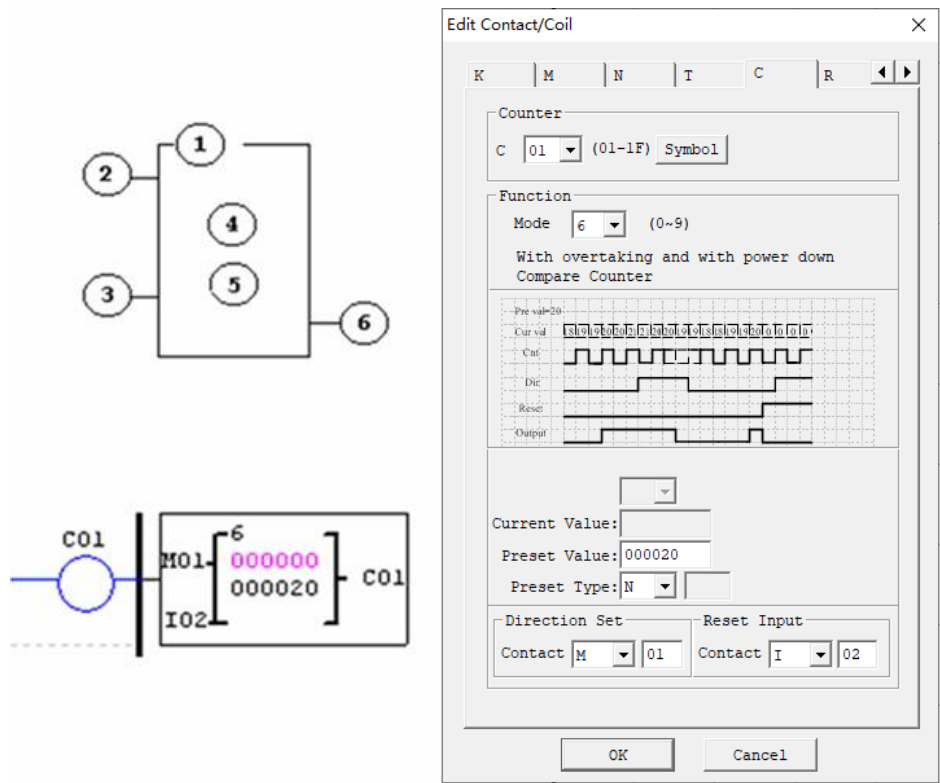 1
2
4
5
3
6
C01
6
M01
000000
000020
I02
C01
Edit Contact/Coil
K M N T C R
Counter
C 01 (01-1F) Symbol
Function
Mode 6 (0~9)
With overtaking and with power down
Compare Counter
Pre val=20
Cur val
Cnt
Dir
Reset
Output
Current Value:
Preset Value: 000020
Preset Type: N
Direction Set Reset Input
Contact M 01 Contact I 02
OK Cancel